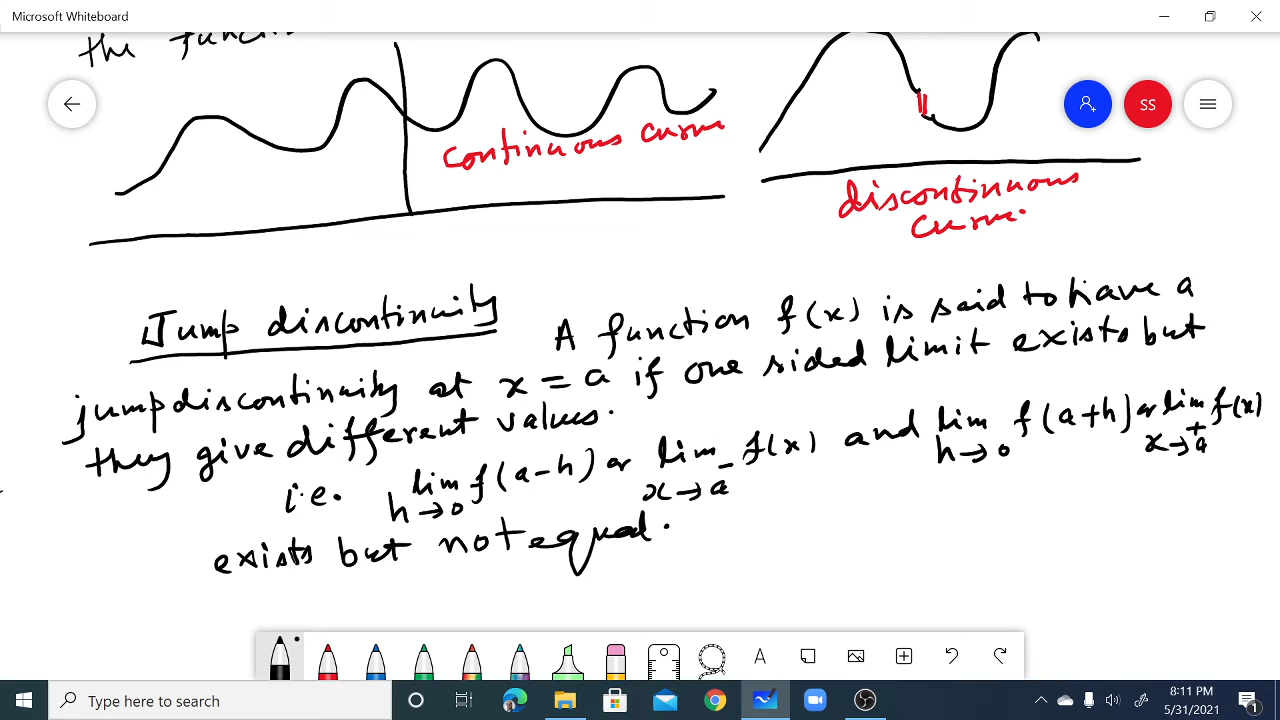 Microsoft Whiteboard
the
SS
continuous curve
discontinuous
curve.
Jump discontinuity A function f(x) is said to have a
jump discontinuity at x = a if one sided limit exists but
they give different values.
i.e. lim h→0 f(a-h) or lim x→a⁻ f(x) and lim h→0 f(a+h) or lim x→a⁺ f(x)
exists but not equal.
A
Type here to search
8:11 PM
5/31/2021
1